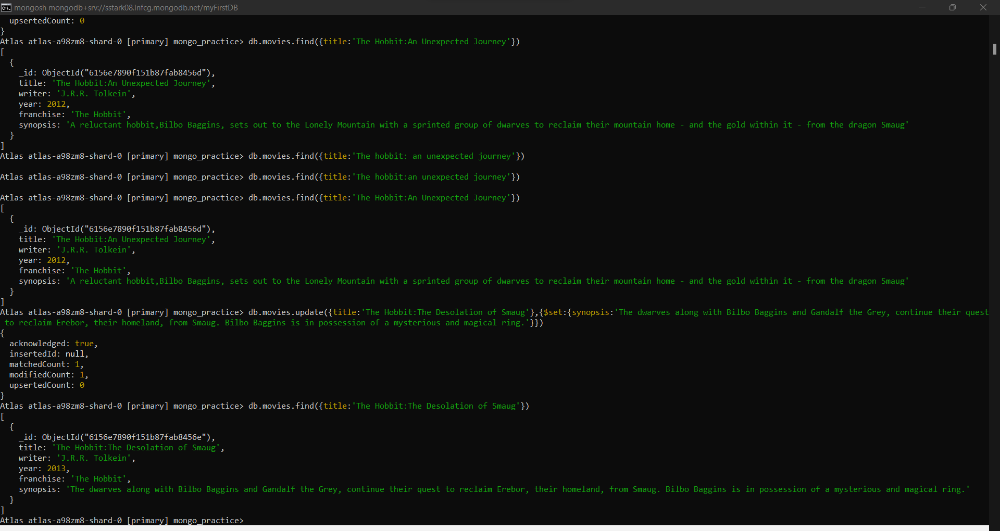 mongosh mongodb+srv://sstark08.lnfcg.mongodb.net/myFirstDB
  upsertedCount: 0
}
Atlas atlas-a98zm8-shard-0 [primary] mongo_practice> db.movies.find({title:'The Hobbit:An Unexpected Journey'})
[
  {
    _id: ObjectId("6156e7890f151b87fab8456d"),
    title: 'The Hobbit:An Unexpected Journey',
    writer: 'J.R.R. Tolkein',
    year: 2012,
    franchise: 'The Hobbit',
    synopsis: 'A reluctant hobbit,Bilbo Baggins, sets out to the Lonely Mountain with a sprinted group of dwarves to reclaim their mountain home - and the gold within it - from the dragon Smaug'
  }
]
Atlas atlas-a98zm8-shard-0 [primary] mongo_practice> db.movies.find({title:'The hobbit: an unexpected journey'})
Atlas atlas-a98zm8-shard-0 [primary] mongo_practice> db.movies.find({title:'The hobbit:an unexpected journey'})
Atlas atlas-a98zm8-shard-0 [primary] mongo_practice> db.movies.find({title:'The Hobbit:An Unexpected Journey'})
[
  {
    _id: ObjectId("6156e7890f151b87fab8456d"),
    title: 'The Hobbit:An Unexpected Journey',
    writer: 'J.R.R. Tolkein',
    year: 2012,
    franchise: 'The Hobbit',
    synopsis: 'A reluctant hobbit,Bilbo Baggins, sets out to the Lonely Mountain with a sprinted group of dwarves to reclaim their mountain home - and the gold within it - from the dragon Smaug'
  }
]
Atlas atlas-a98zm8-shard-0 [primary] mongo_practice> db.movies.update({title:'The Hobbit:The Desolation of Smaug'},{$set:{synopsis:'The dwarves along with Bilbo Baggins and Gandalf the Grey, continue their quest
 to reclaim Erebor, their homeland, from Smaug. Bilbo Baggins is in possession of a mysterious and magical ring.'}})
{
  acknowledged: true,
  insertedId: null,
  matchedCount: 1,
  modifiedCount: 1,
  upsertedCount: 0
}
Atlas atlas-a98zm8-shard-0 [primary] mongo_practice> db.movies.find({title:'The Hobbit:The Desolation of Smaug'})
[
  {
    _id: ObjectId("6156e7890f151b87fab8456e"),
    title: 'The Hobbit:The Desolation of Smaug',
    writer: 'J.R.R. Tolkein',
    year: 2013,
    franchise: 'The Hobbit',
    synopsis: 'The dwarves along with Bilbo Baggins and Gandalf the Grey, continue their quest to reclaim Erebor, their homeland, from Smaug. Bilbo Baggins is in possession of a mysterious and magical ring.'
  }
]
Atlas atlas-a98zm8-shard-0 [primary] mongo_practice>